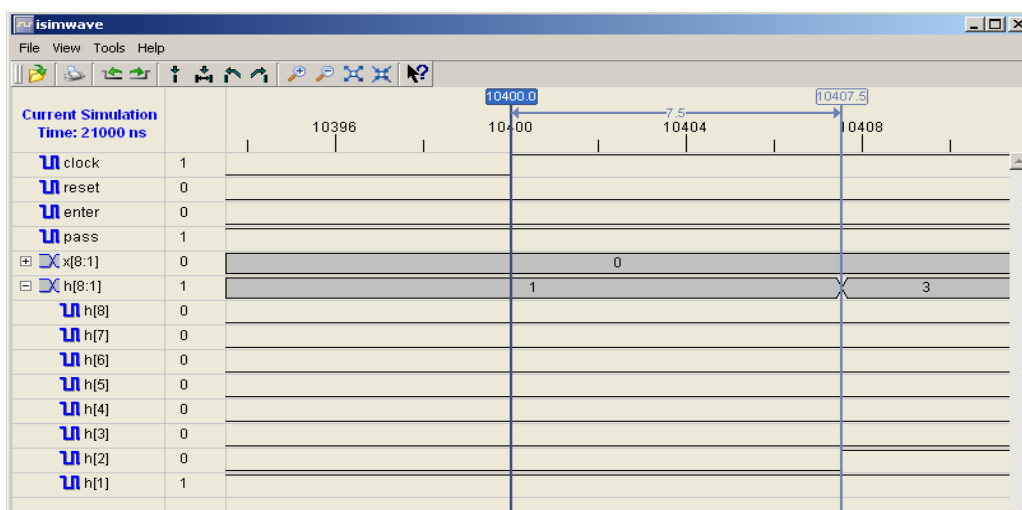 isimwave
File View Tools Help
10400.0 10407.5
Current Simulation
Time: 21000 ns
7.5
10396 10400 10404 10408
clock 1
reset 0
enter 0
pass 1
x[8:1] 0 0
h[8:1] 1 1 3
h[8] 0
h[7] 0
h[6] 0
h[5] 0
h[4] 0
h[3] 0
h[2] 0
h[1] 1